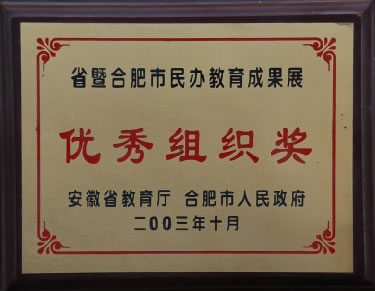 省暨合肥市民办教育成果展
优秀组织奖
安徽省教育厅 合肥市人民政府
二00三年十月